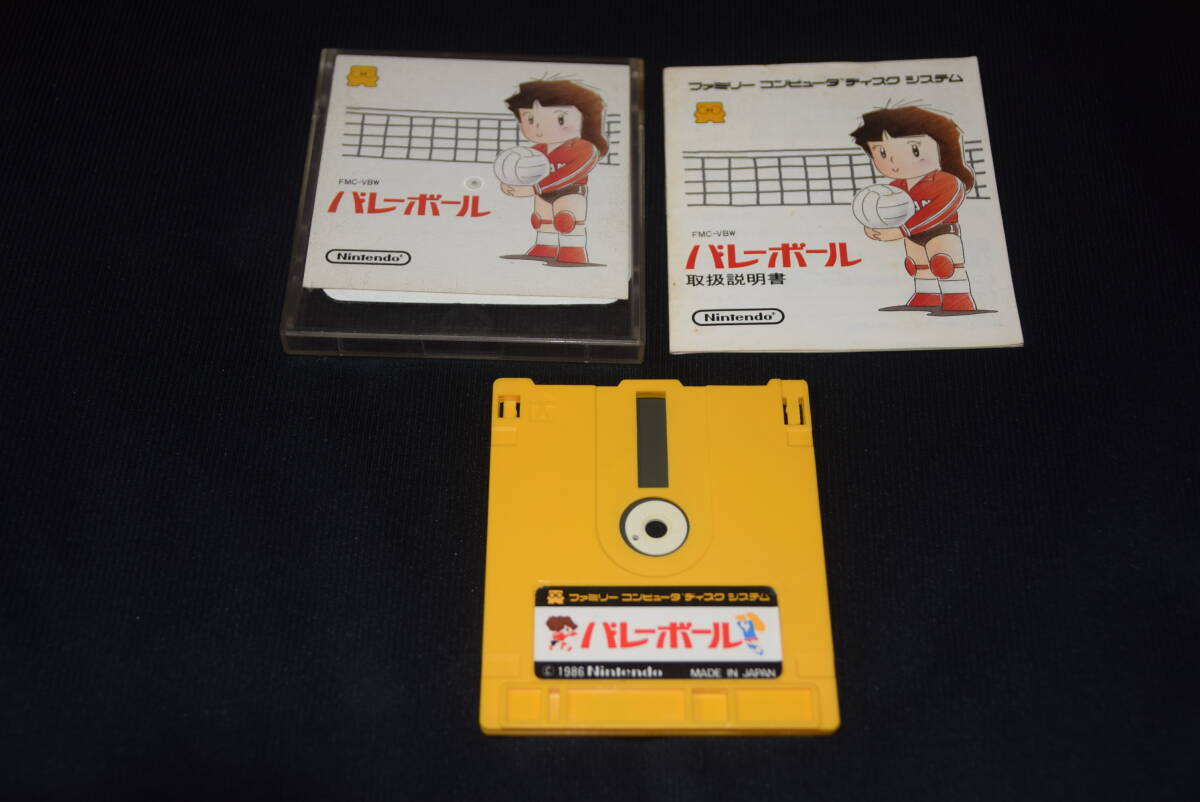 FMC-VBW
バレーボール
Nintendo®
ファミリー コンピュータ ディスク システム
FMC-VBW
バレーボール
取扱説明書
Nintendo®
ファミリー コンピュータ ディスク システム
バレーボール
©1986 Nintendo MADE IN JAPAN